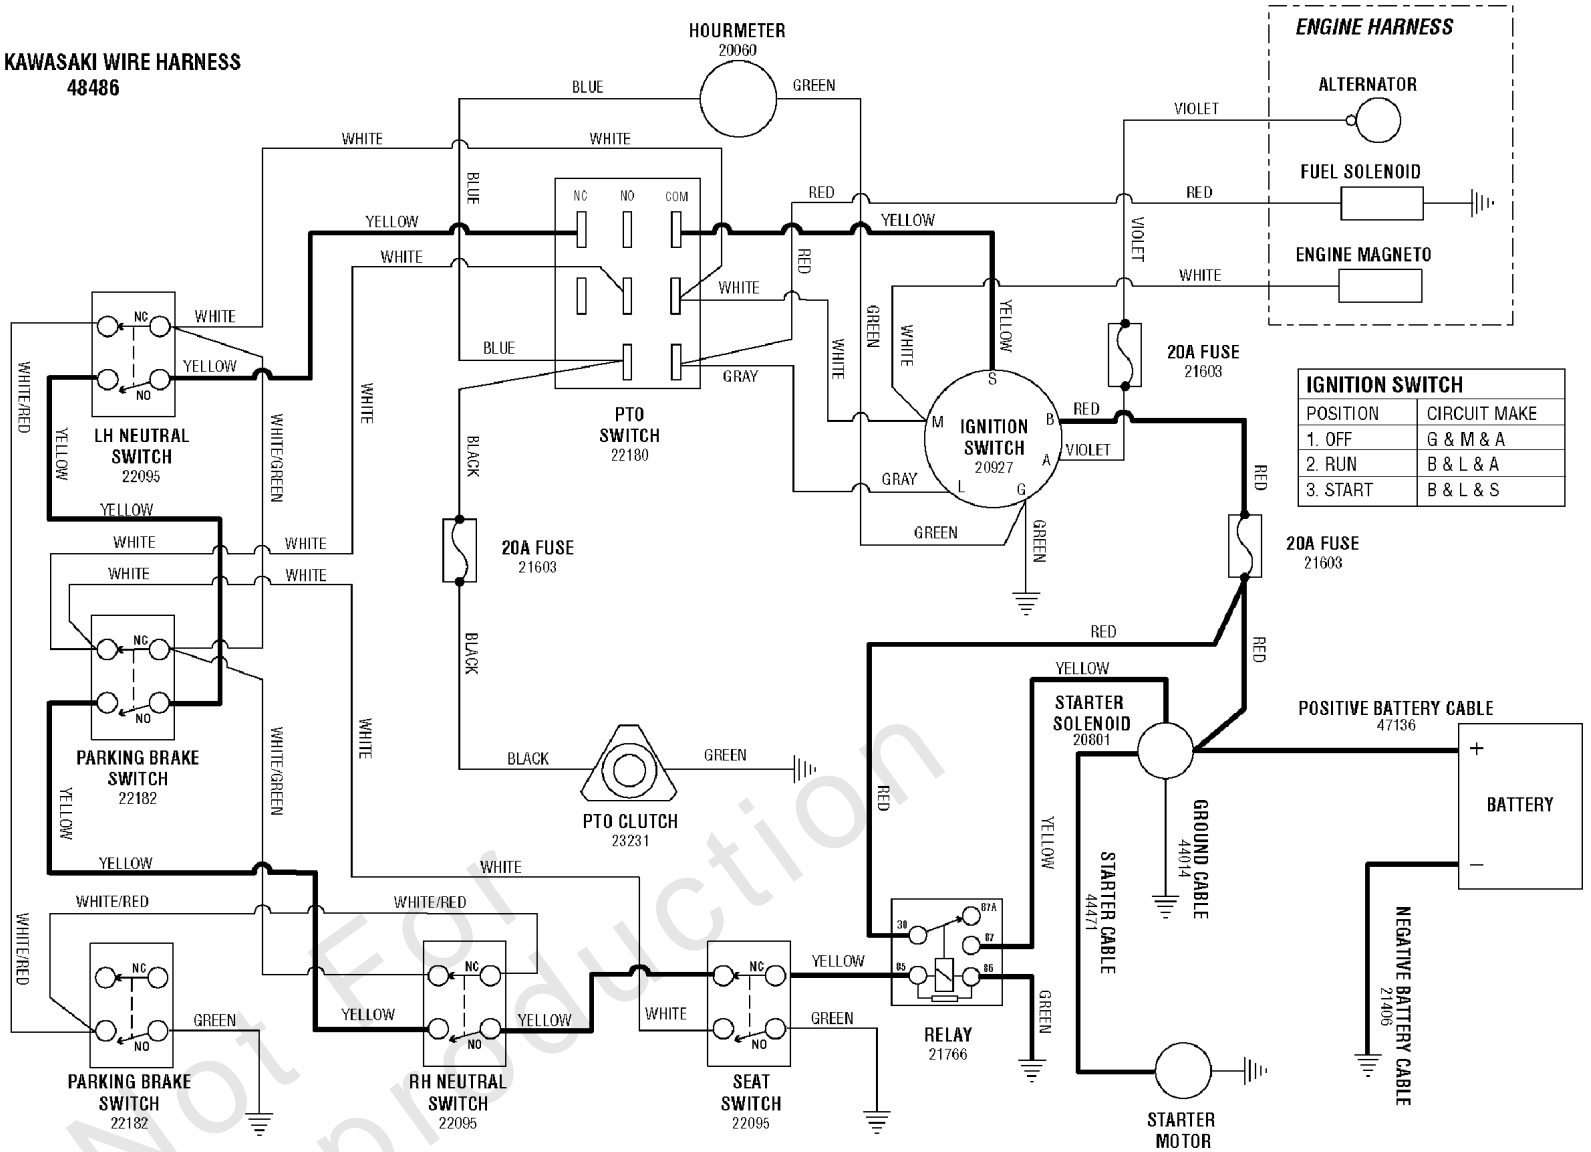 KAWASAKI WIRE HARNESS
48486
HOURMETER
20060
BLUE
GREEN
ENGINE HARNESS
ALTERNATOR
VIOLET
FUEL SOLENOID
RED
RED
ENGINE MAGNETO
WHITE
WHITE
WHITE
BLUE
NC
NO
COM
YELLOW
YELLOW
WHITE
RED
VIOLET
WHITE
GREEN
WHITE
YELLOW
WHITE
NC
WHITE
YELLOW
NO
LH NEUTRAL
SWITCH
22095
WHITE/RED
YELLOW
WHITE/GREEN
WHITE
BLUE
GRAY
PTO
SWITCH
22180
BLACK
20A FUSE
21603
S
M
B
A
L
G
IGNITION
SWITCH
20927
RED
VIOLET
GRAY
GREEN
GREEN
IGNITION SWITCH
POSITION
CIRCUIT MAKE
1. OFF
G & M & A
2. RUN
B & L & A
3. START
B & L & S
RED
20A FUSE
21603
20A FUSE
21603
YELLOW
WHITE
WHITE
WHITE
WHITE
NC
NO
PARKING BRAKE
SWITCH
22182
YELLOW
WHITE/GREEN
WHITE
BLACK
BLACK
GREEN
PTO CLUTCH
23231
RED
RED
YELLOW
STARTER
SOLENOID
20801
POSITIVE BATTERY CABLE
47136
+
BATTERY
–
RED
YELLOW
GROUND CABLE
44014
STARTER CABLE
44471
NEGATIVE BATTERY CABLE
21406
YELLOW
WHITE
WHITE/RED
WHITE/RED
WHITE/RED
NC
NO
GREEN
PARKING BRAKE
SWITCH
22182
YELLOW
NC
NO
YELLOW
RH NEUTRAL
SWITCH
22095
WHITE
NC
NO
YELLOW
GREEN
SEAT
SWITCH
22095
30
87A
87
85
86
GREEN
RELAY
21766
STARTER
MOTOR
Not For
production